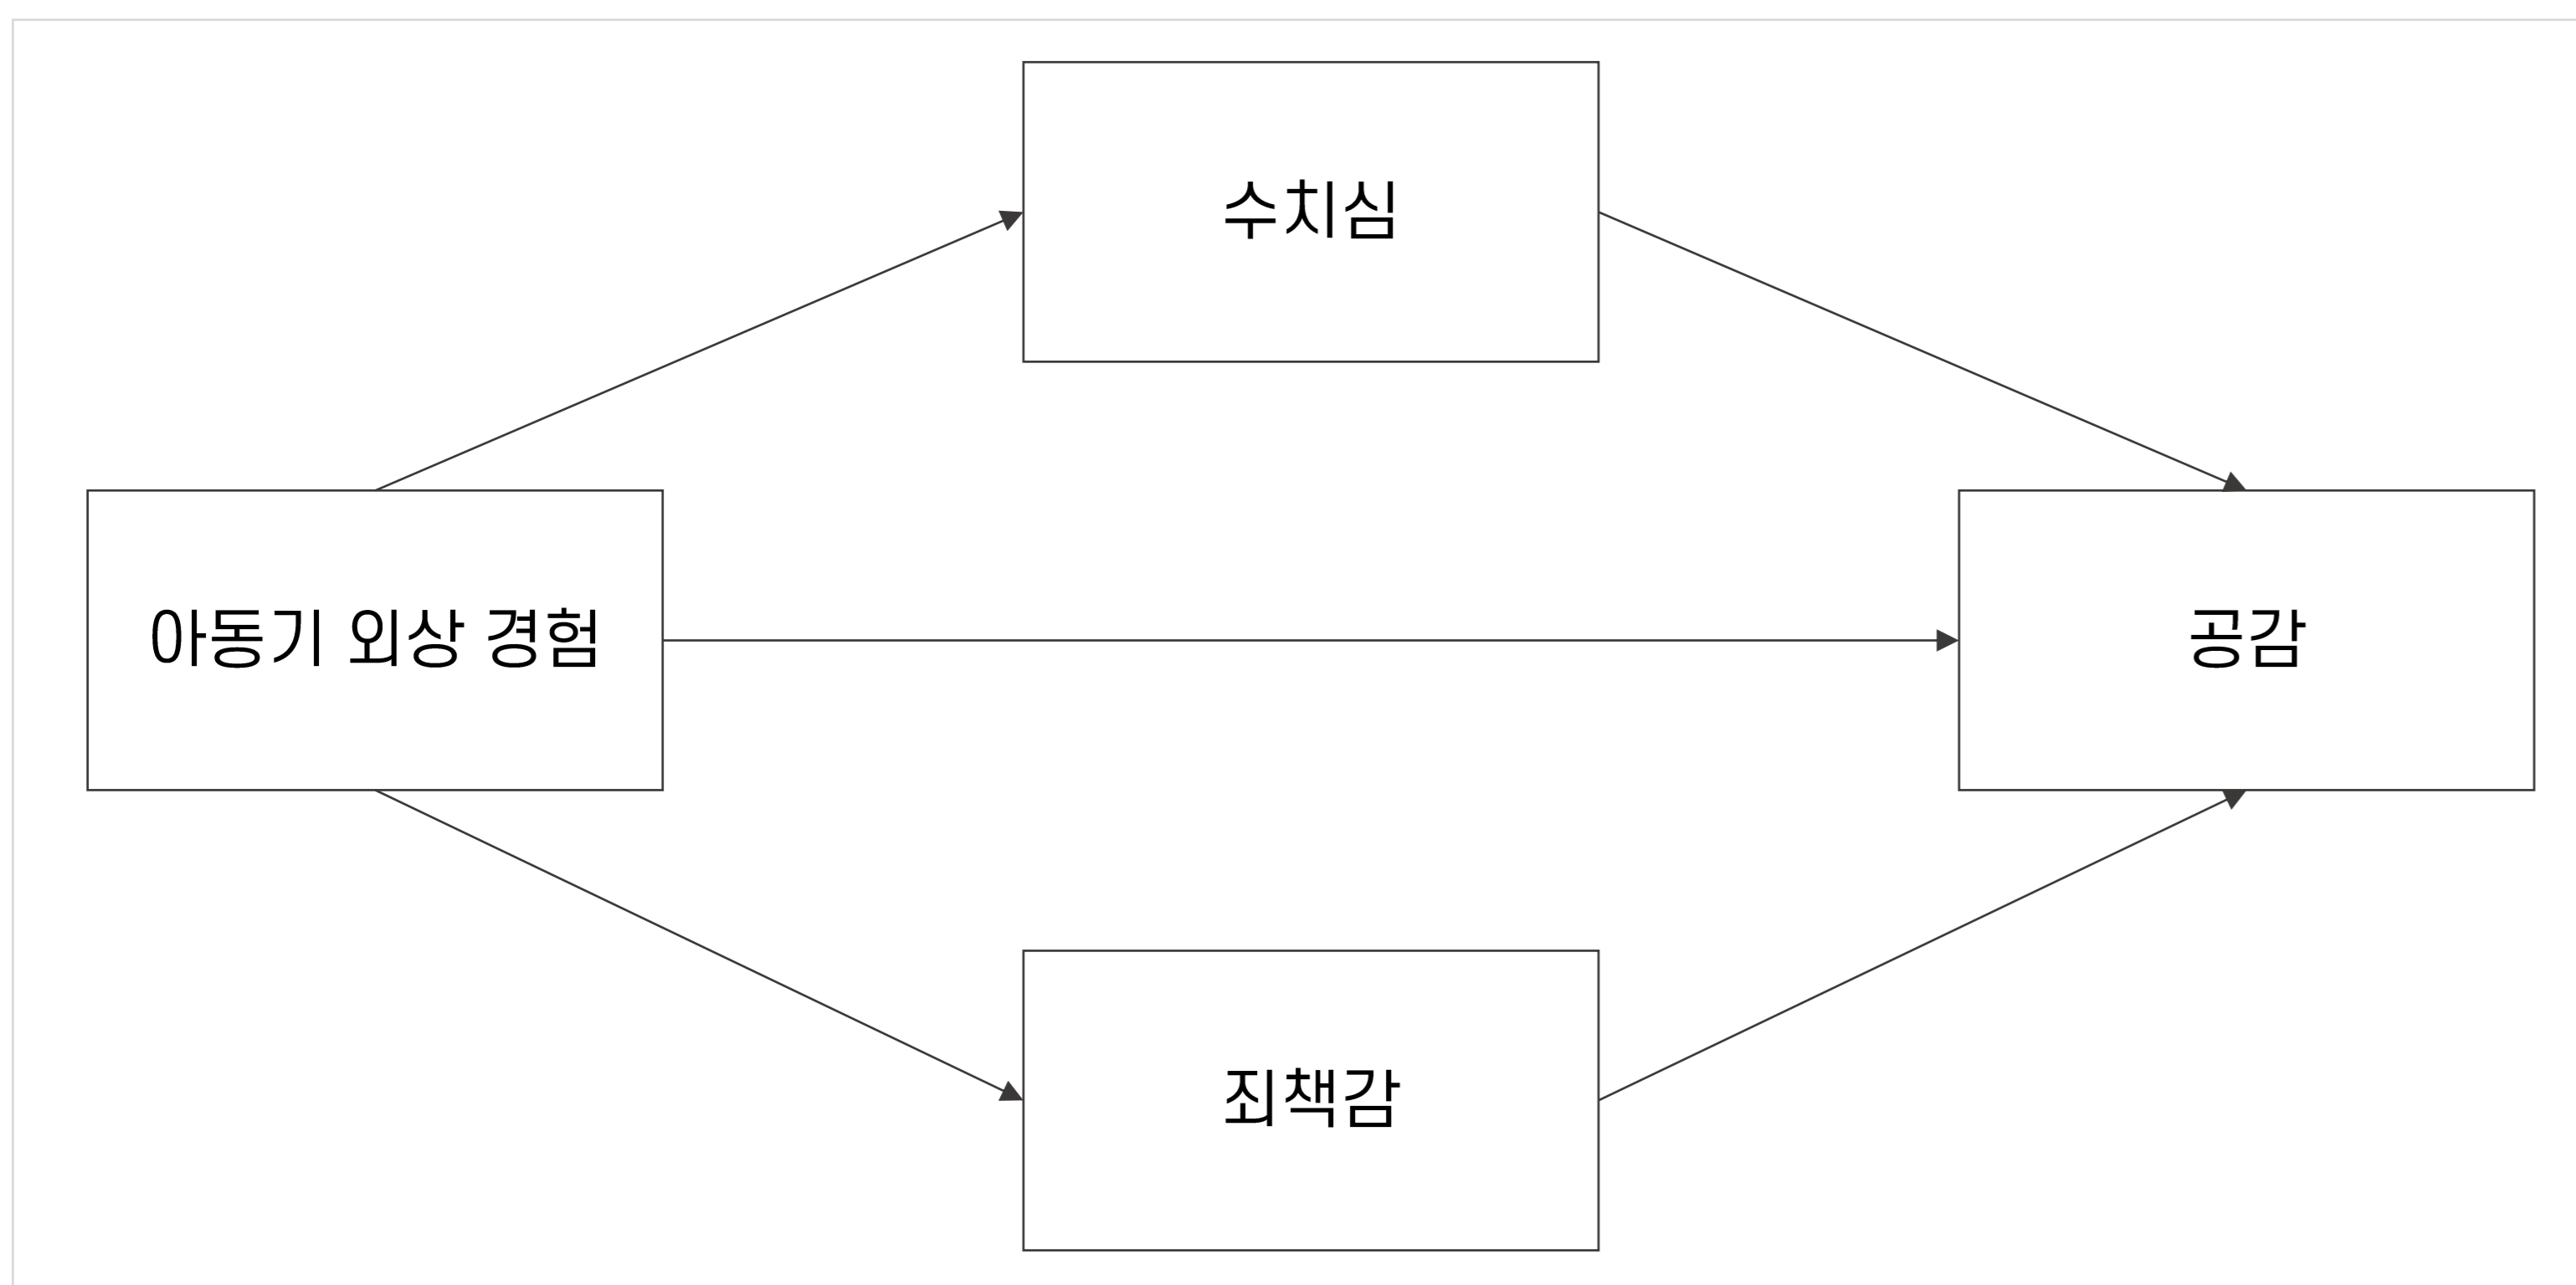 수치심
아동기 외상 경험
공감
죄책감